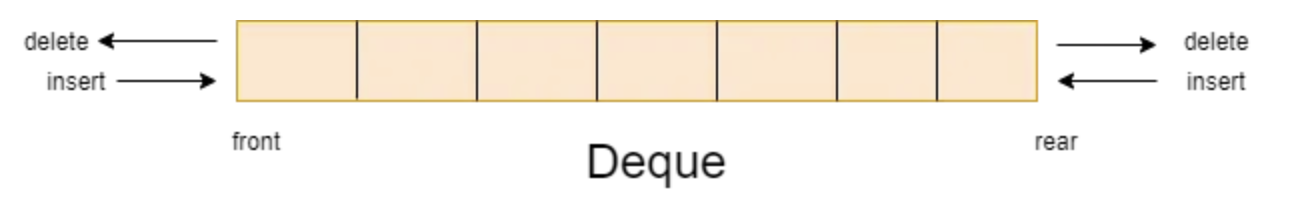 delete
delete
insert
insert
front
rear
Deque